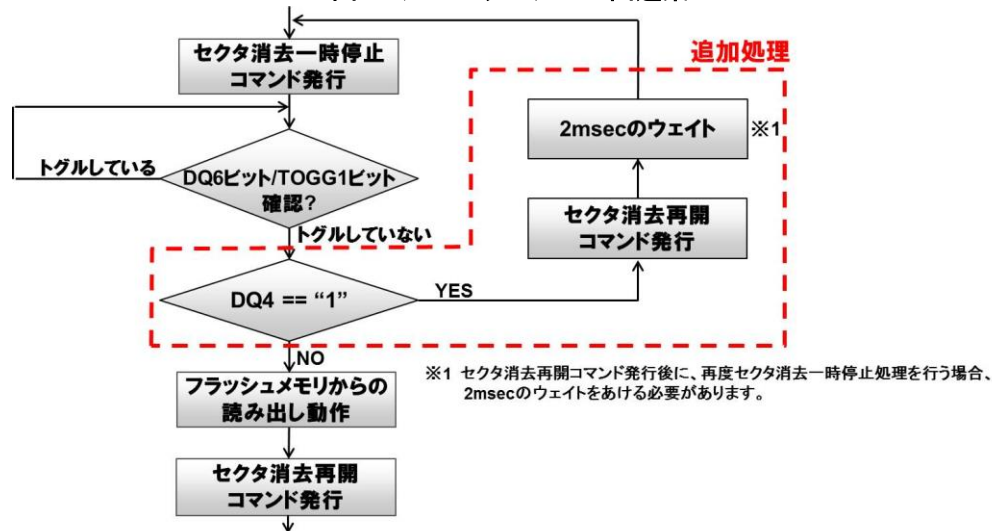 セクタ消去一時停止
コマンド発行
追加処理
2msecのウェイト
※1
トグルしている
DQ6ビット/TOGG1ビット
確認?
セクタ消去再開
コマンド発行
トグルしていない
DQ4 == “1”
YES
NO
※1 セクタ消去再開コマンド発行後に、再度セクタ消去一時停止処理を行う場合、
2msecのウェイトをあける必要があります。
フラッシュメモリからの
読み出し動作
セクタ消去再開
コマンド発行